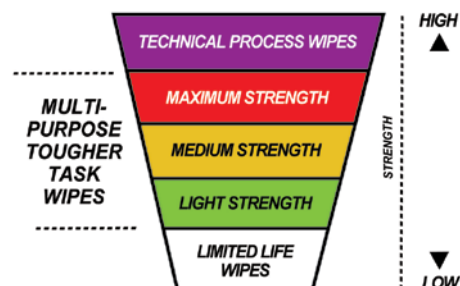 TECHNICAL PROCESS WIPES
HIGH
MULTI-
PURPOSE
TOUGHER
TASK
WIPES
MAXIMUM STRENGTH
MEDIUM STRENGTH
LIGHT STRENGTH
LIMITED LIFE
WIPES
STRENGTH
LOW